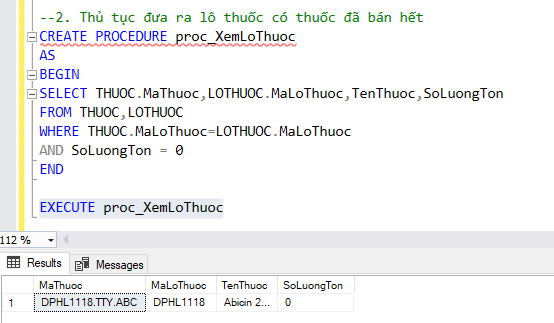 --2. Thủ tục đưa ra lô thuốc có thuốc đã bán hết
CREATE PROCEDURE proc_XemLoThuoc
AS
BEGIN
SELECT THUOC.MaThuoc,LOTHUOC.MaLoThuoc,TenThuoc,SoLuongTon
FROM THUOC,LOTHUOC
WHERE THUOC.MaLoThuoc=LOTHUOC.MaLoThuoc
AND SoLuongTon = 0
END
EXECUTE proc_XemLoThuoc
112 %
Results Messages
MaThuoc MaLoThuoc TenThuoc SoLuongTon
1 DPHL1118.TTY.ABC DPHL1118 Abicin 2... 0